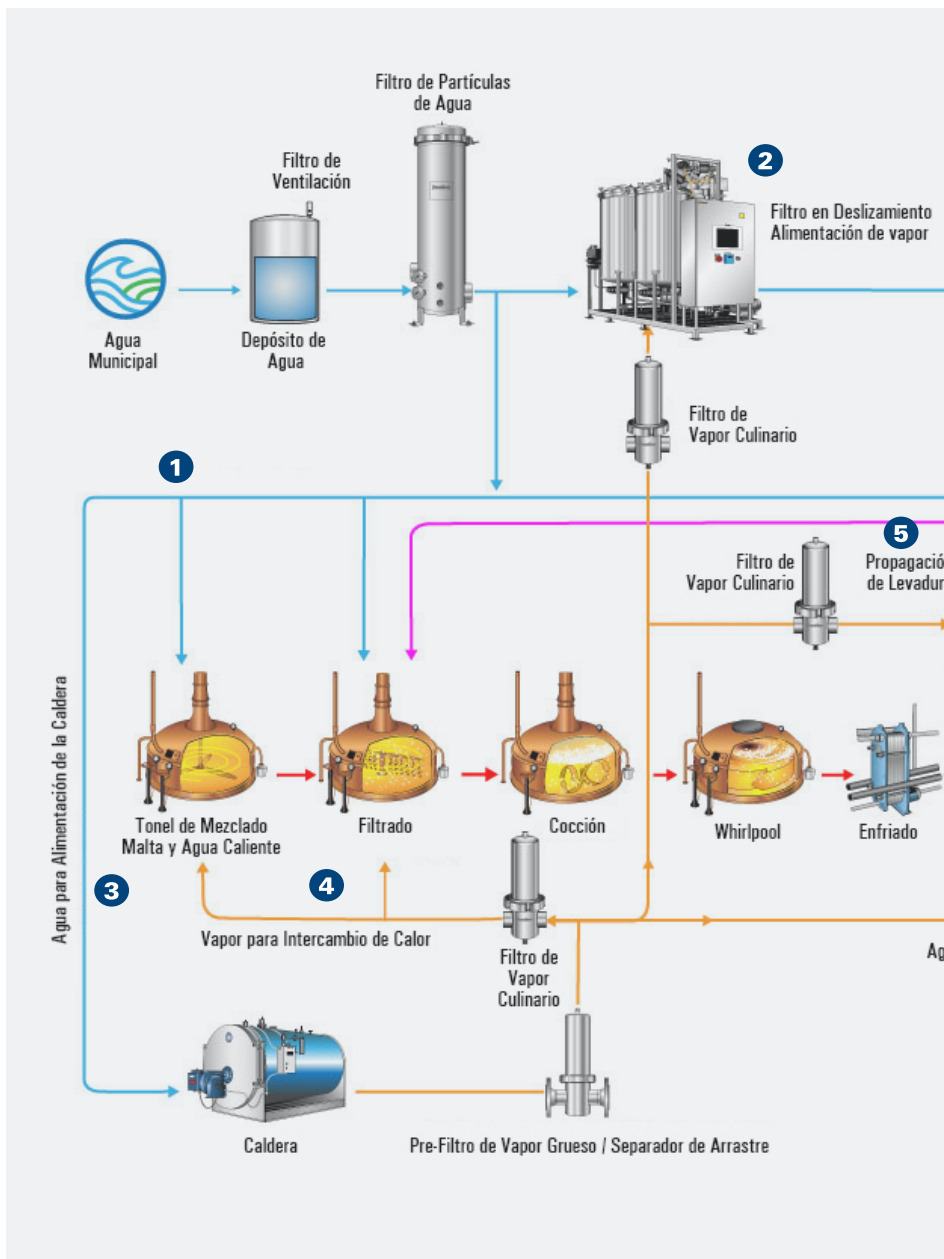 Filtro de Partículas
de Agua
Filtro de
Ventilación
2
Filtro en Deslizamiento
Alimentación de vapor
Agua
Municipal
Depósito de
Agua
Filtro de
Vapor Culinario
1
5
Filtro de
Vapor Culinario
Propagació
de Levadur
Agua para Alimentación de la Caldera
Tonel de Mezclado
Malta y Agua Caliente
Filtrado
Cocción
Whirlpool
Enfriado
3
4
Vapor para Intercambio de Calor
Filtro de
Vapor
Culinario
Ag
Caldera
Pre-Filtro de Vapor Grueso / Separador de Arrastre